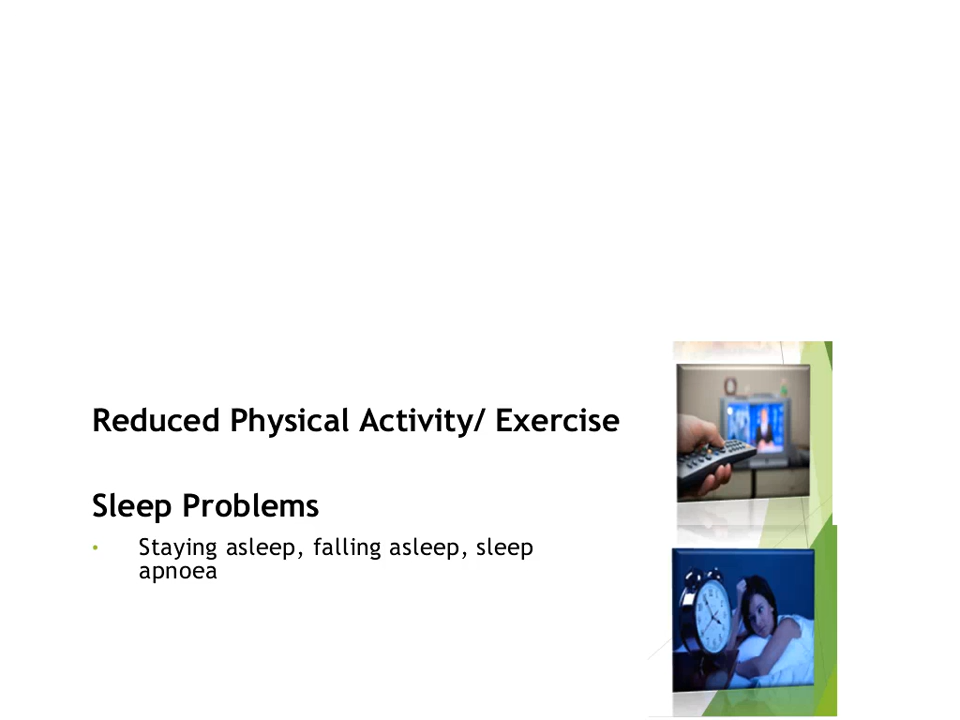 Reduced Physical Activity/ Exercise
Sleep Problems
• Staying asleep, falling asleep, sleep
apnoea